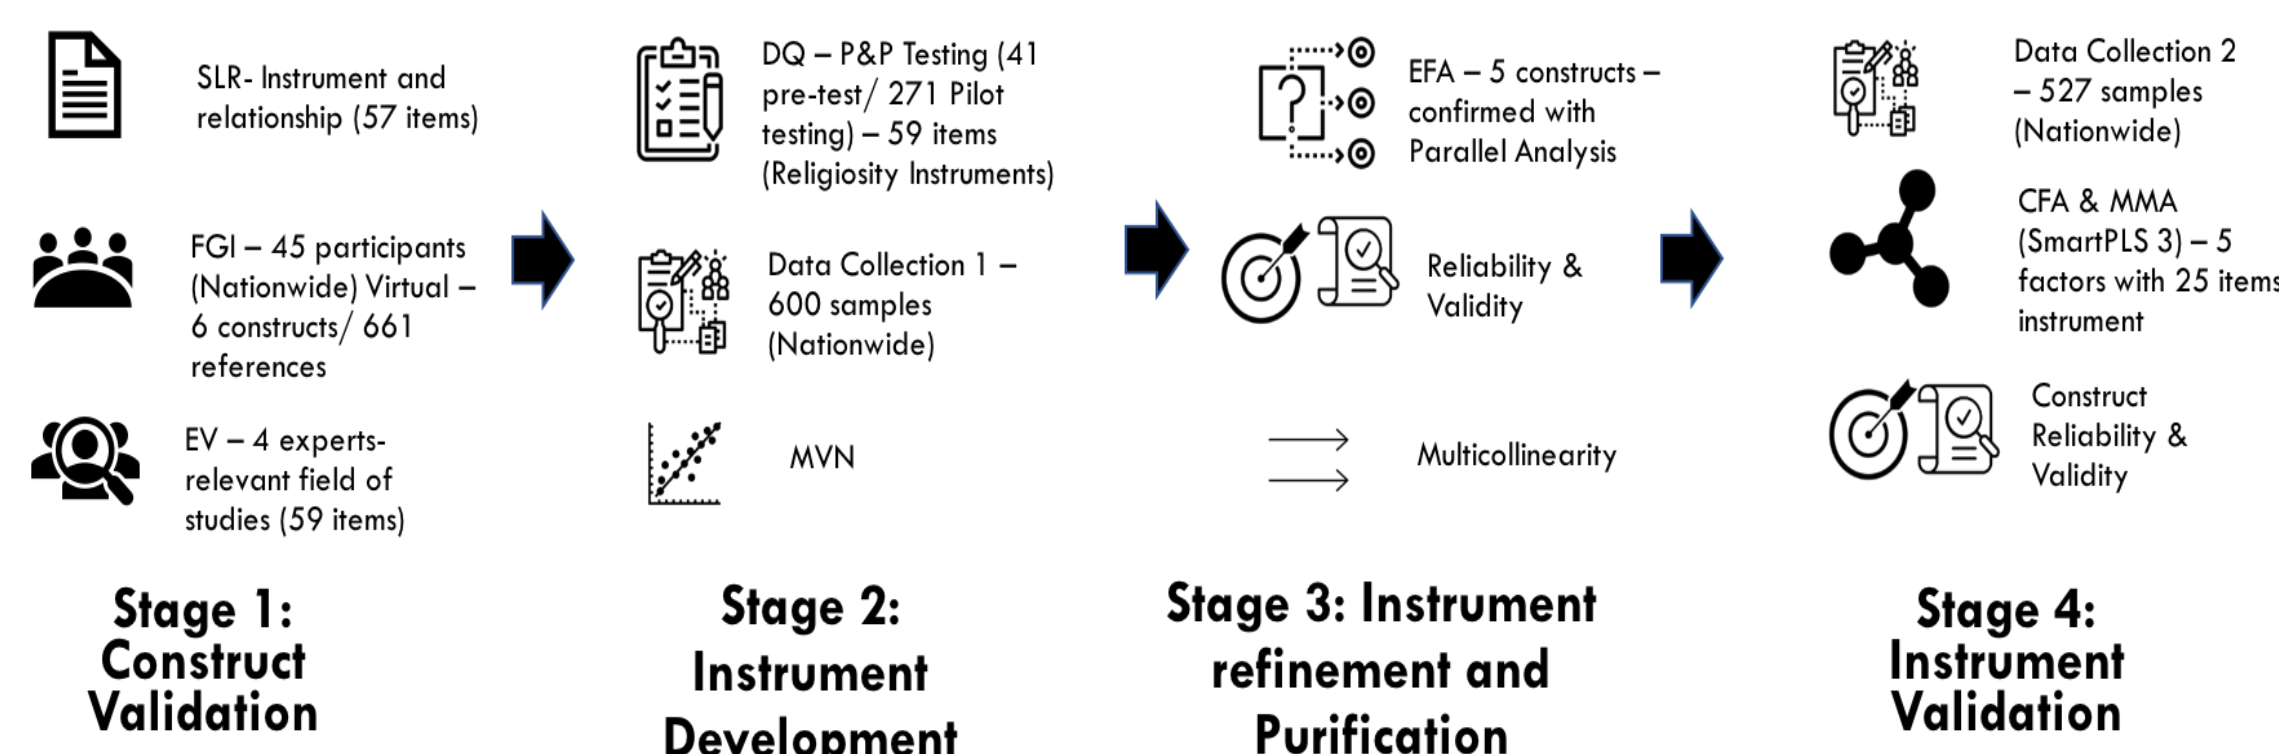 SLR- Instrument and
relationship (57 items)
FGI – 45 participants
(Nationwide) Virtual –
6 constructs/ 661
references
EV – 4 experts-
relevant field of
studies (59 items)
Stage 1:
Construct
Validation
DQ – P&P Testing (41
pre-test/ 271 Pilot
testing) – 59 items
(Religiosity Instruments)
Data Collection 1 –
600 samples
(Nationwide)
MVN
Stage 2:
Instrument
Development
EFA – 5 constructs –
confirmed with
Parallel Analysis
Reliability &
Validity
Multicollinearity
Stage 3: Instrument
refinement and
Purification
Data Collection 2
– 527 samples
(Nationwide)
CFA & MMA
(SmartPLS 3) – 5
factors with 25 items
instrument
Construct
Reliability &
Validity
Stage 4:
Instrument
Validation